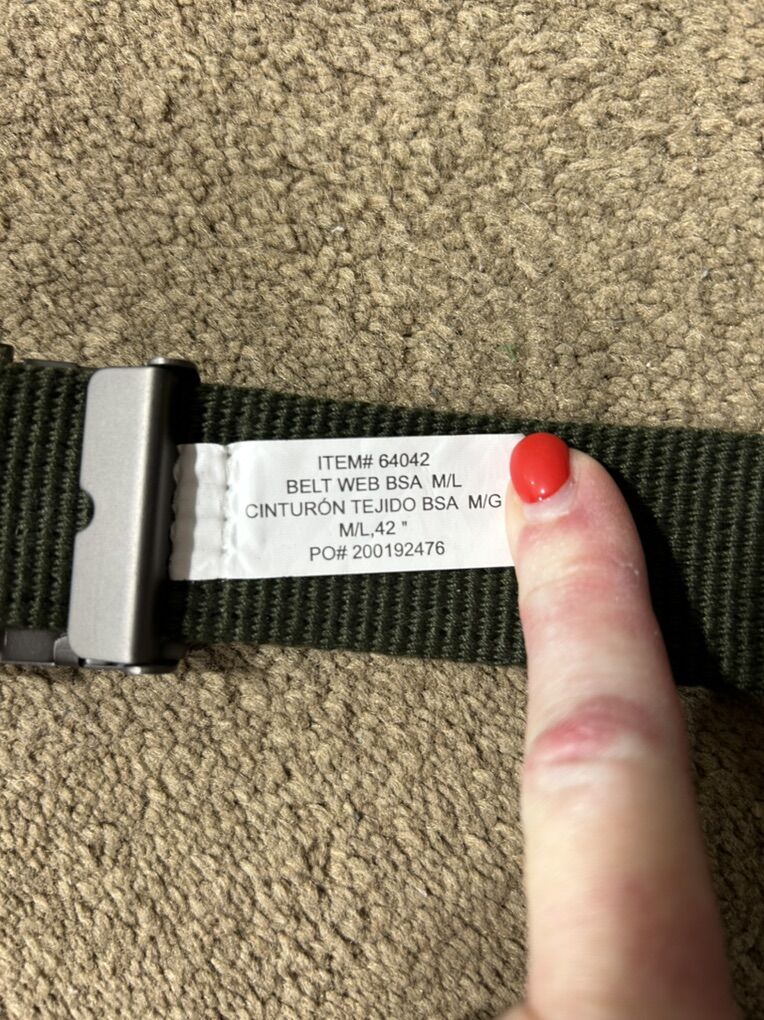 ITEM# 64042
BELT WEB BSA M/L
CINTURÓN TEJIDO BSA M/G
M/L,42 "
PO# 200192476